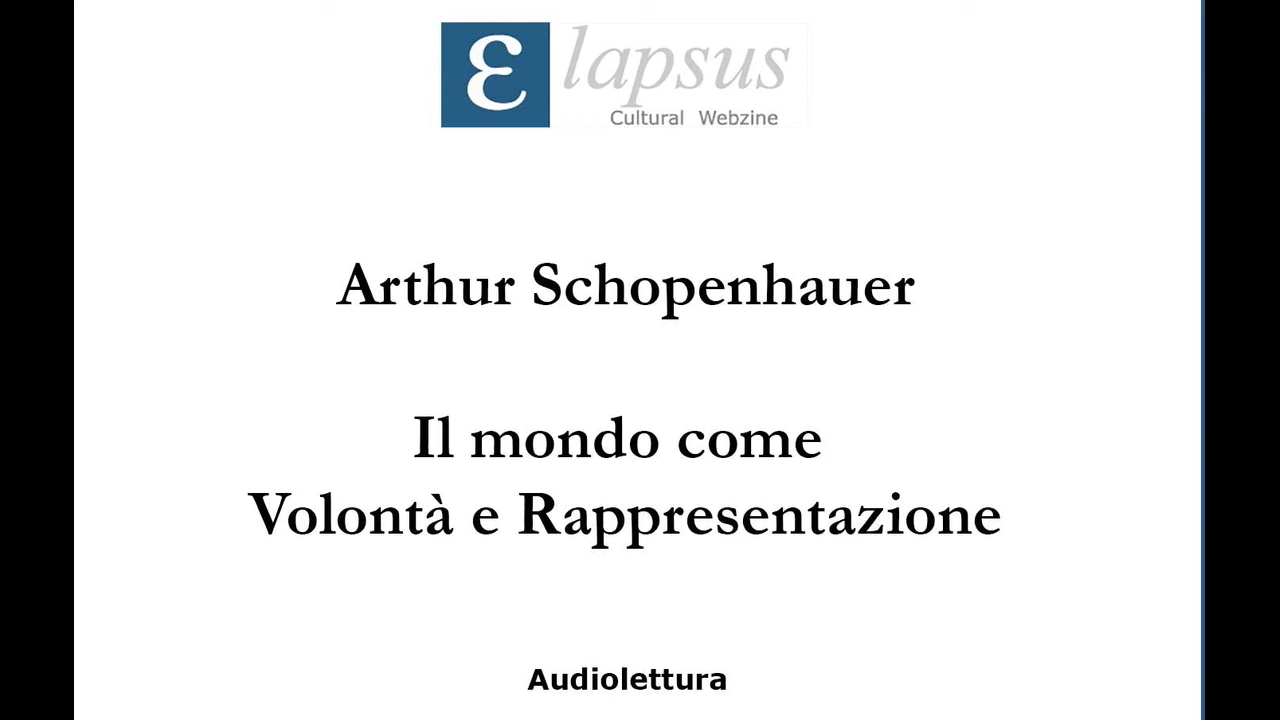 ε lapsus
Cultural Webzine
Arthur Schopenhauer
Il mondo come
Volontà e Rappresentazione
Audiolettura